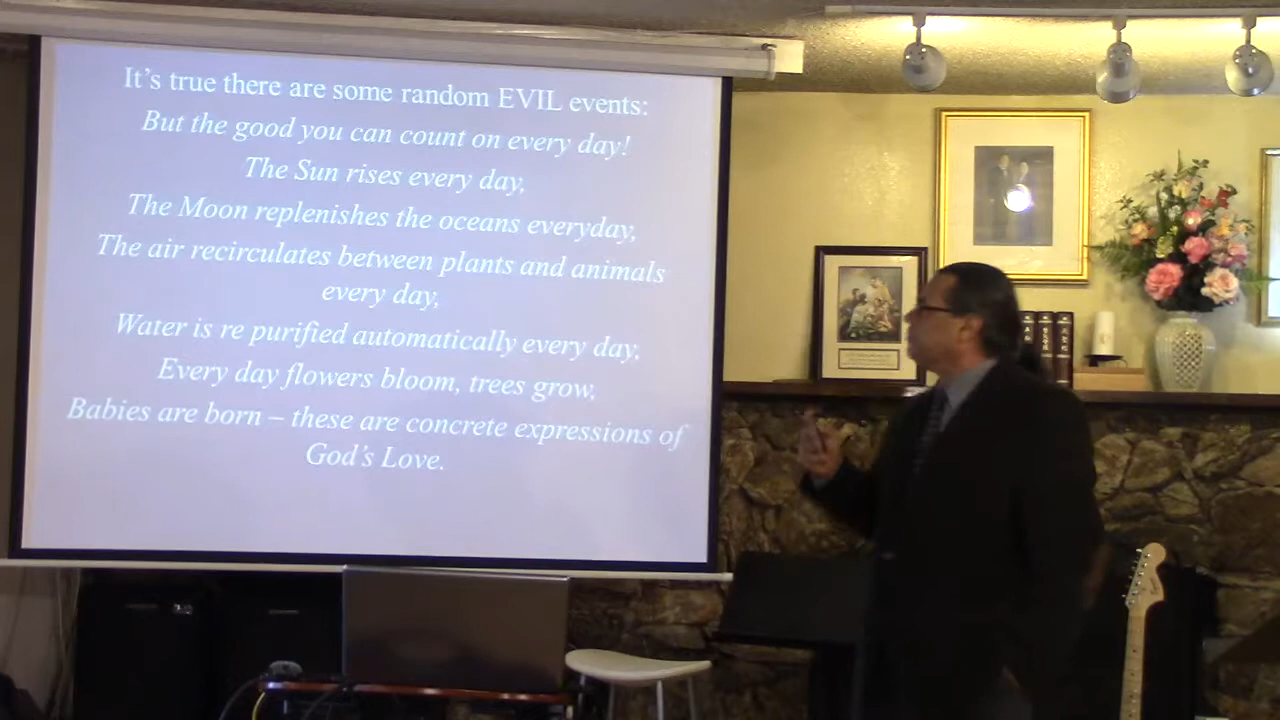 It's true there are some random EVIL events:
But the good you can count on every day!
The Sun rises every day,
The Moon replenishes the oceans everyday,
The air recirculates between plants and animals
every day,
Water is re purified automatically every day,
Every day flowers bloom, trees grow,
Babies are born – these are concrete expressions of
God's Love.